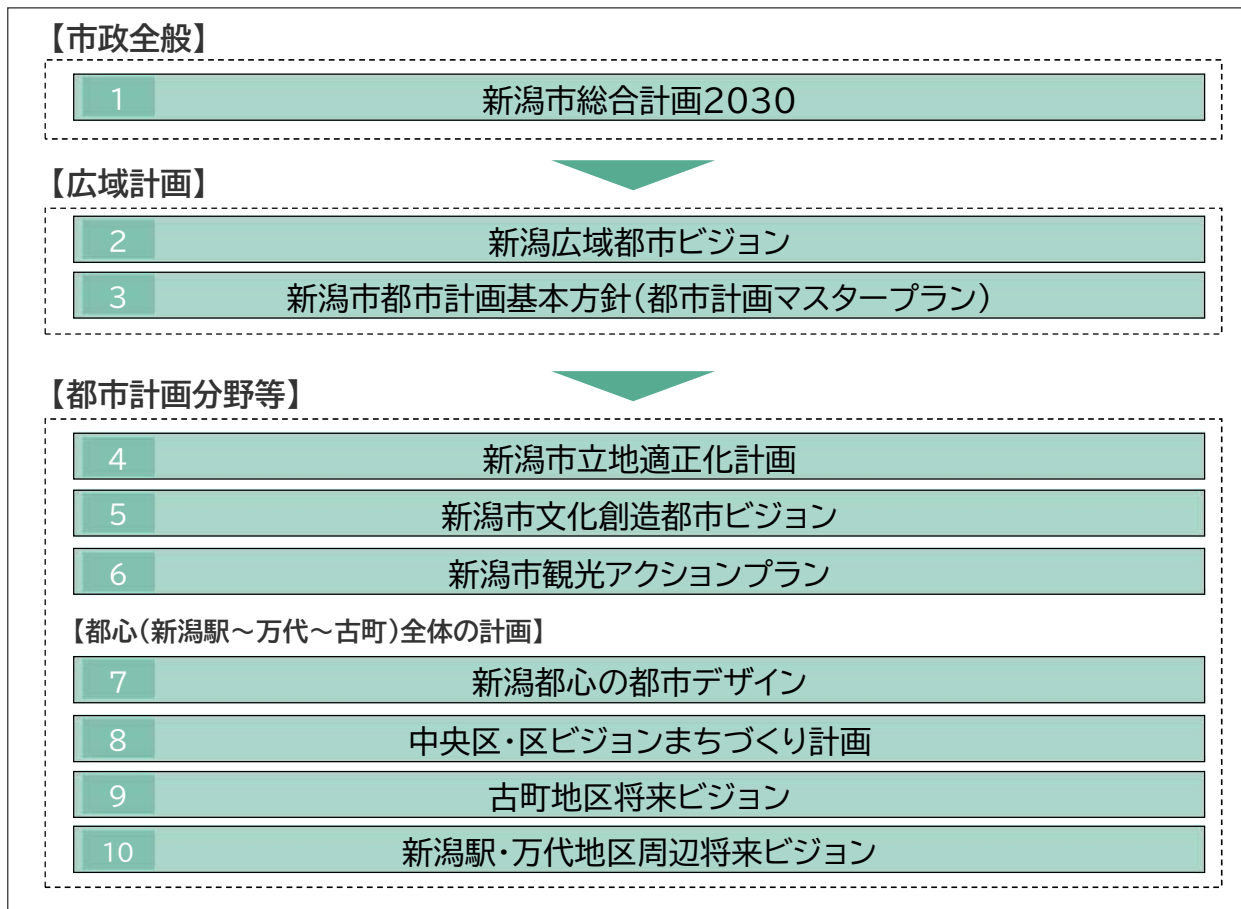 【市政全般】
1 新潟市総合計画2030
【広域計画】
2 新潟広域都市ビジョン
3 新潟市都市計画基本方針(都市計画マスタープラン)
【都市計画分野等】
4 新潟市立地適正化計画
5 新潟市文化創造都市ビジョン
6 新潟市観光アクションプラン
【都心(新潟駅~万代~古町)全体の計画】
7 新潟都心の都市デザイン
8 中央区・区ビジョンまちづくり計画
9 古町地区将来ビジョン
10 新潟駅・万代地区周辺将来ビジョン